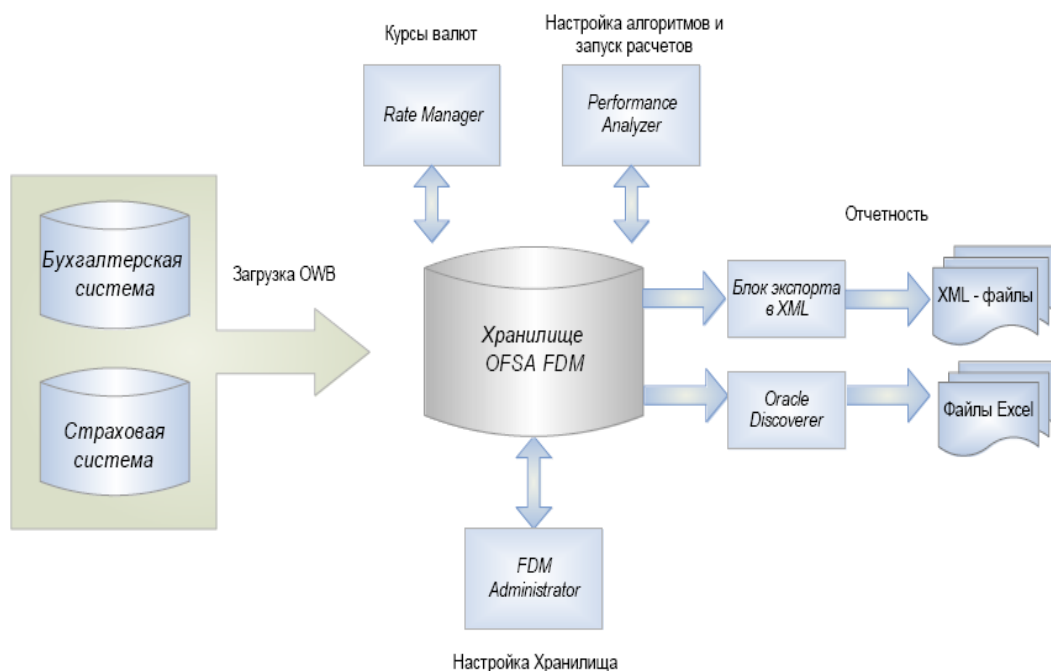 Курсы валют
Настройка алгоритмов и
запуск расчетов
Rate Manager
Performance
Analyzer
Бухгалтерская
система
Загрузка OWB
Страховая
система
Хранилище
OFSA FDM
Отчетность
Блок экспорта
в XML
XML - файлы
Oracle
Discoverer
Файлы Excel
FDM
Administrator
Настройка Хранилища